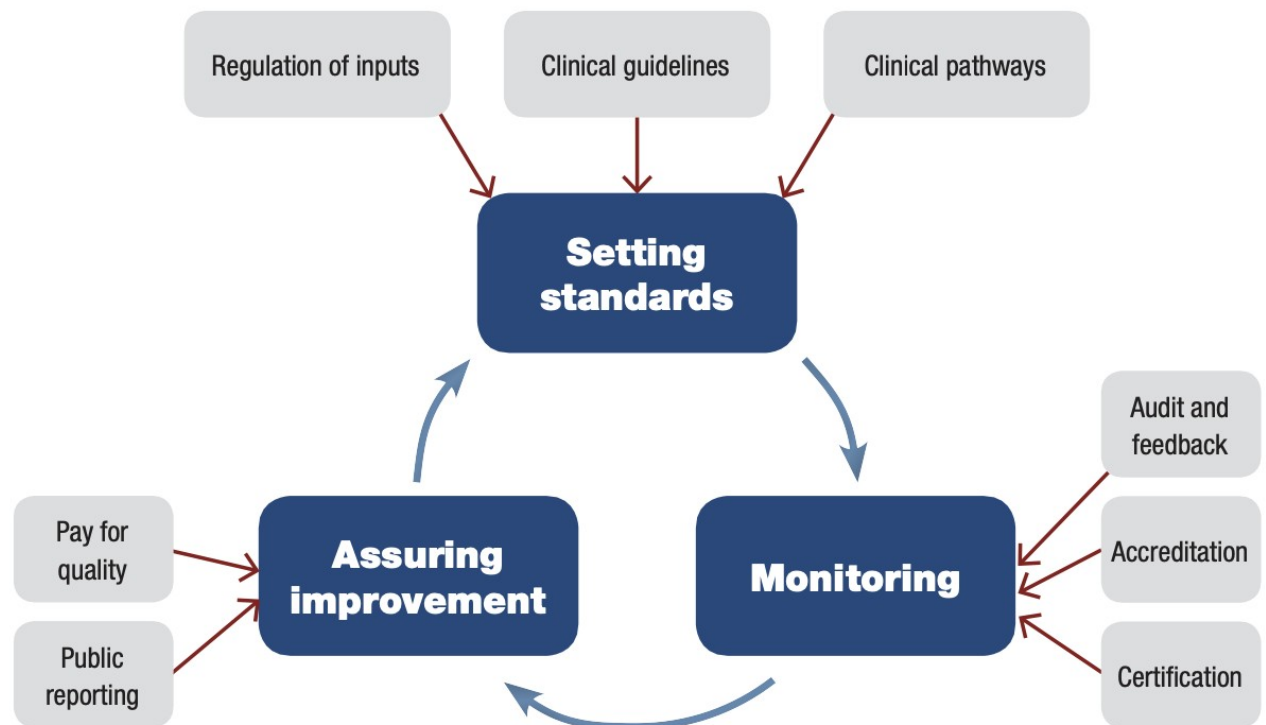 Regulation of inputs
Clinical guidelines
Clinical pathways
Setting
standards
Audit and
feedback
Pay for
quality
Assuring
improvement
Monitoring
Accreditation
Public
reporting
Certification